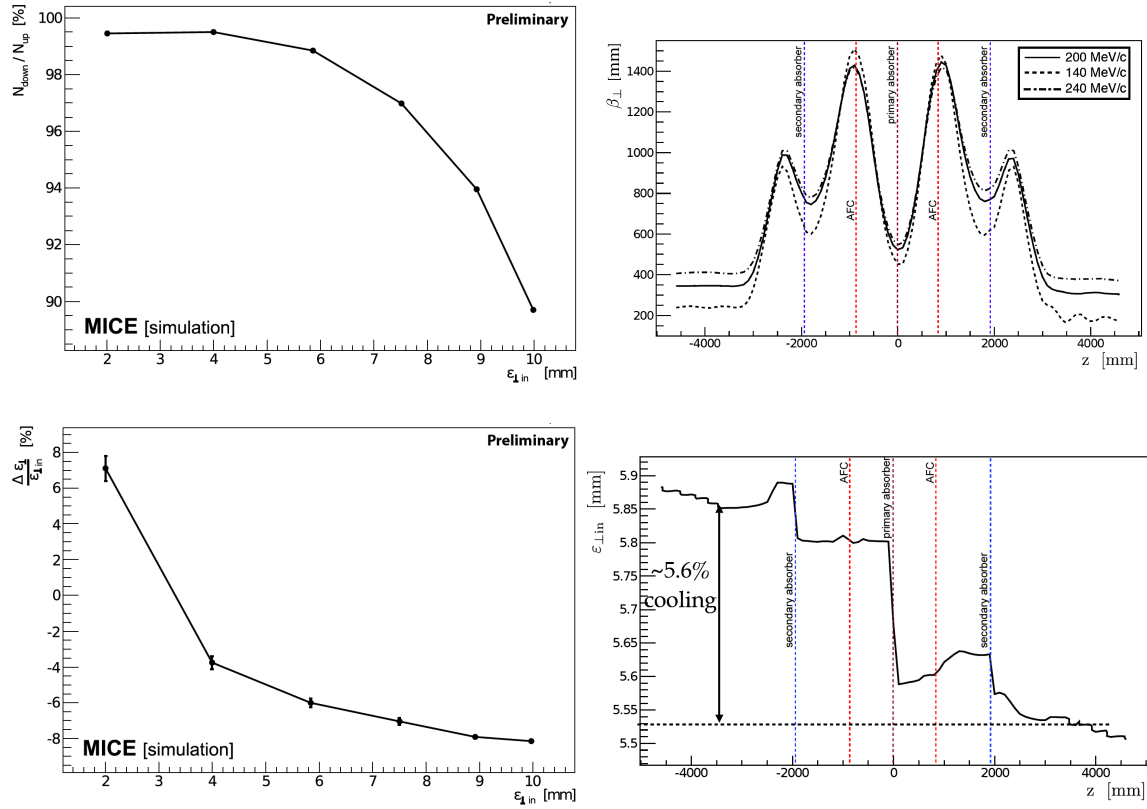 Preliminary
N_down / N_up [%]
100
98
96
94
92
90
MICE [simulation]
2 3 4 5 6 7 8 9 10
ε⊥ in [mm]
β⊥ [mm]
1400
1200
1000
800
600
400
200
secondary absorber
AFC
primary absorber
AFC
secondary absorber
200 MeV/c
140 MeV/c
240 MeV/c
-4000 -2000 0 2000 4000
z [mm]
Preliminary
Δ ε⊥ / ε⊥ in [%]
8
6
4
2
0
-2
-4
-6
-8
MICE [simulation]
2 3 4 5 6 7 8 9 10
ε⊥ in [mm]
ε⊥in [mm]
5.9
5.85
5.8
5.75
5.7
5.65
5.6
5.55
5.5
~5.6%
cooling
secondary absorber
AFC
primary absorber
AFC
secondary absorber
-4000 -2000 0 2000 4000
z [mm]